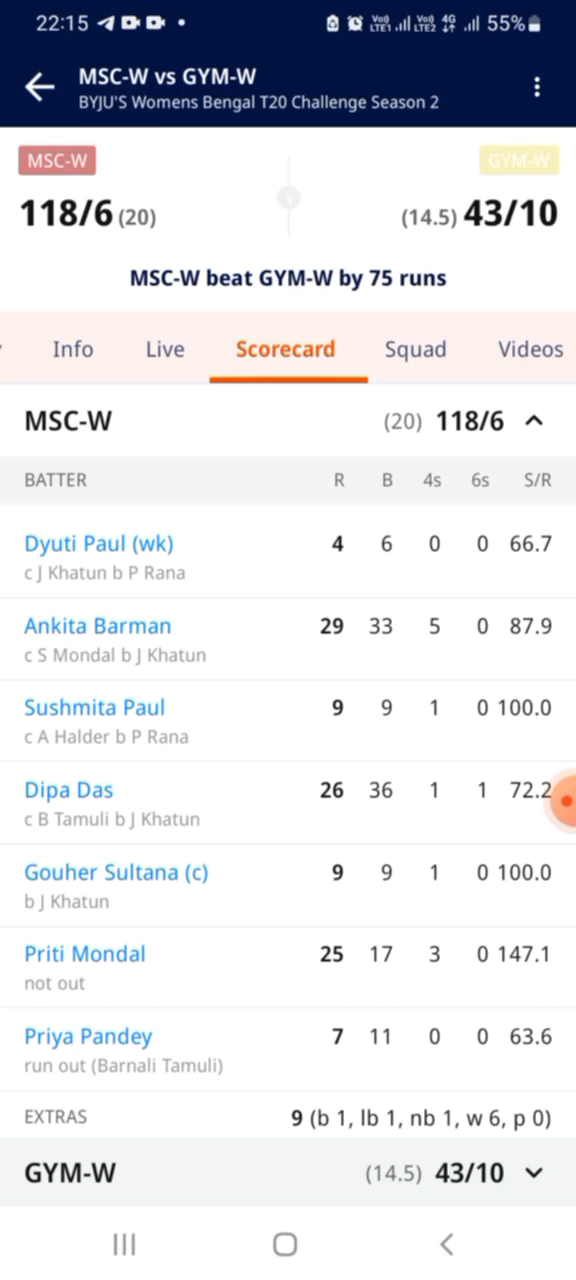 22:15 Vo)) LTE1 Vo)) LTE2 4G 55%
MSC-W vs GYM-W
BYJU'S Womens Bengal T20 Challenge Season 2
MSC-W GYM-W
118/6 (20) V (14.5) 43/10
MSC-W beat GYM-W by 75 runs
Info Live Scorecard Squad Videos
MSC-W (20) 118/6
BATTER R B 4s 6s S/R
Dyuti Paul (wk) 4 6 0 0 66.7
c J Khatun b P Rana
Ankita Barman 29 33 5 0 87.9
c S Mondal b J Khatun
Sushmita Paul 9 9 1 0 100.0
c A Halder b P Rana
Dipa Das 26 36 1 1 72.2
c B Tamuli b J Khatun
Gouher Sultana (c) 9 9 1 0 100.0
b J Khatun
Priti Mondal 25 17 3 0 147.1
not out
Priya Pandey 7 11 0 0 63.6
run out (Barnali Tamuli)
EXTRAS 9 (b 1, lb 1, nb 1, w 6, p 0)
GYM-W (14.5) 43/10